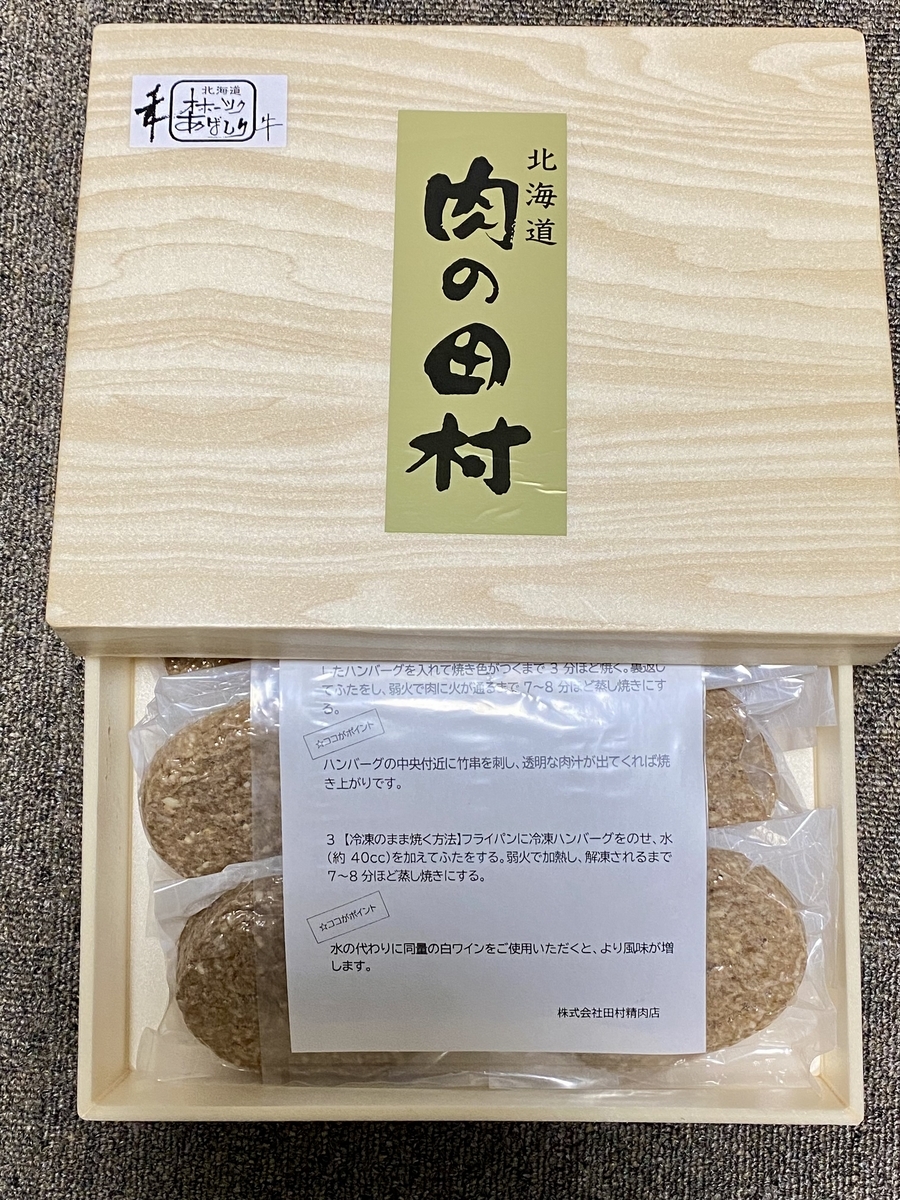 北海道
オホーツク
あばしり
和
牛
北海道
肉の田村
したハンバーグを入れて焼き色がつくまで 3 分ほど焼く。裏返し
てふたをし、弱火で肉に火が通るまで 7～8 分ほど蒸し焼きにす
る。
☆ココがポイント
ハンバーグの中央付近に竹串を刺し、透明な肉汁が出てくれば焼
き上がりです。
3 【冷凍のまま焼く方法】フライパンに冷凍ハンバーグをのせ、水
(約 40cc)を加えてふたをする。弱火で加熱し、解凍されるまで
7～8 分ほど蒸し焼きにする。
☆ココがポイント
水の代わりに同量の白ワインをご使用いただくと、より風味が増
します。
株式会社田村精肉店